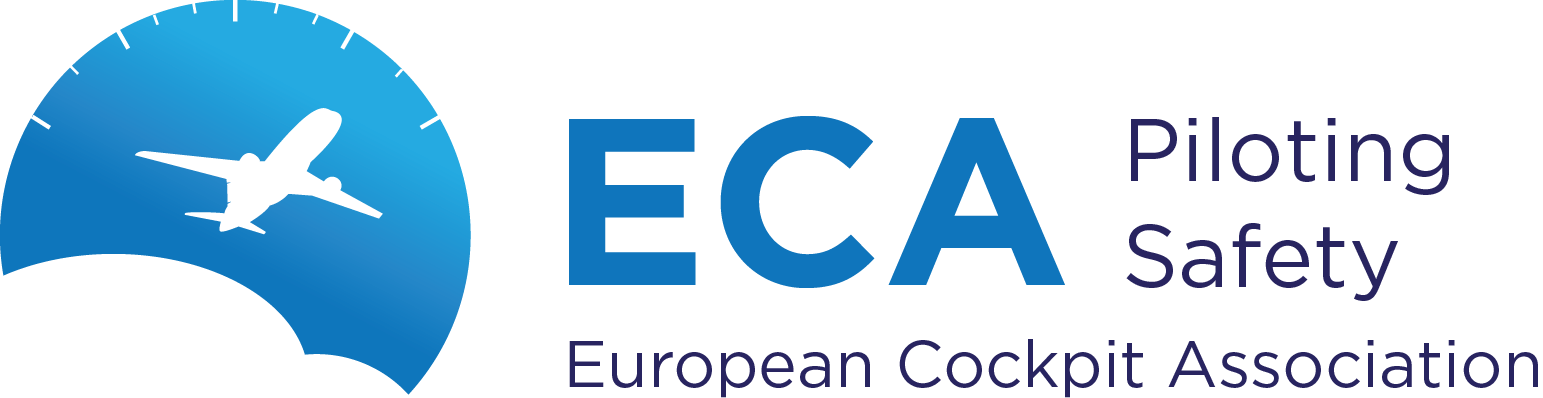 ECA
Piloting
Safety
European Cockpit Association